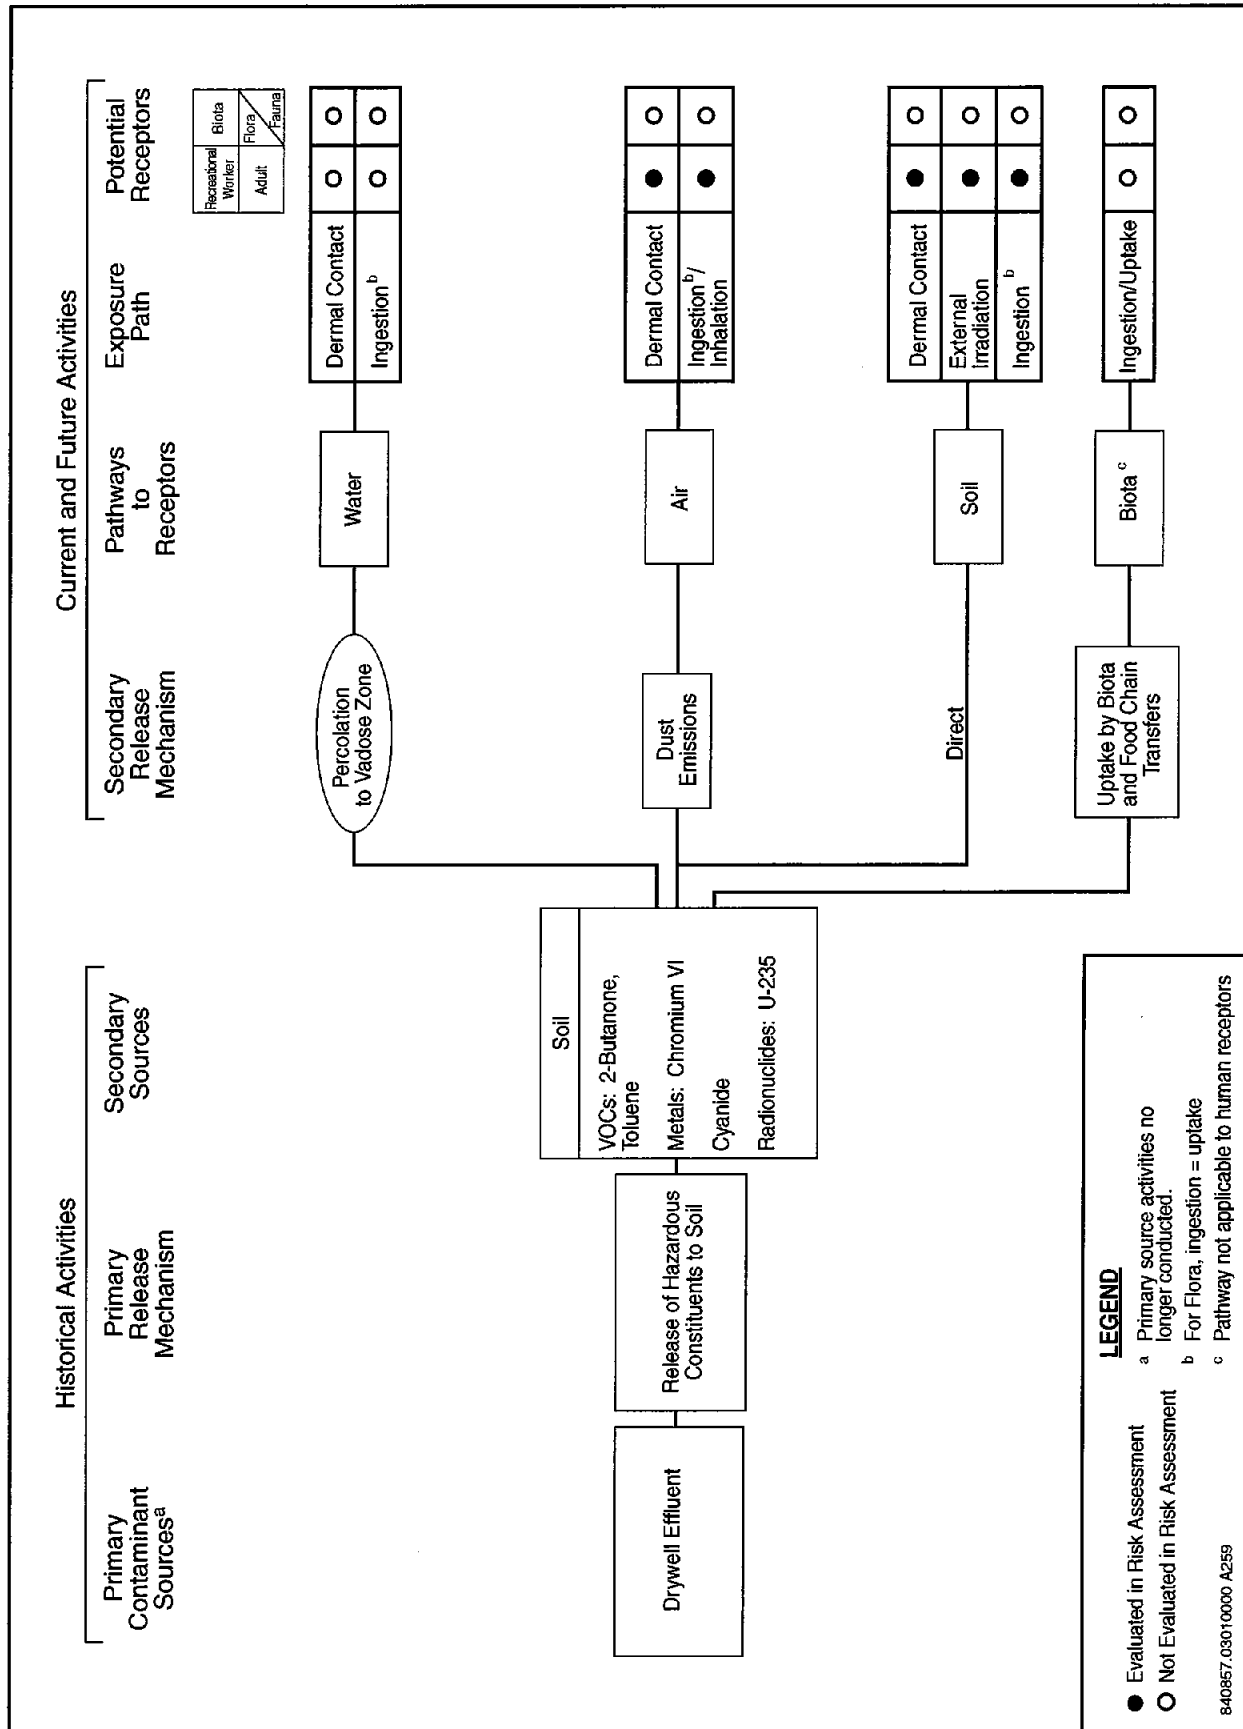 Historical Activities
Current and Future Activities
Primary
Contaminant
Sourcesᵃ
Primary
Release
Mechanism
Secondary
Sources
Secondary
Release
Mechanism
Pathways
to
Receptors
Exposure
Path
Potential
Receptors
Recreational
Worker
Biota
Adult
Flora
Fauna
Drywell Effluent
Release of Hazardous
Constituents to Soil
Soil
VOCs: 2-Butanone,
Toluene
Metals: Chromium VI
Cyanide
Radionuclides: U-235
Percolation
to Vadose Zone
Water
Dermal Contact
Ingestionᵇ
Dust
Emissions
Air
Dermal Contact
Ingestionᵇ/
Inhalation
Direct
Soil
Dermal Contact
External
Irradiation
Ingestionᵇ
Uptake by Biota
and Food Chain
Transfers
Biotaᶜ
Ingestion/Uptake
LEGEND
● Evaluated in Risk Assessment
○ Not Evaluated in Risk Assessment
a Primary source activities no
longer conducted.
b For Flora, ingestion = uptake
c Pathway not applicable to human receptors
840857.03010000 A259